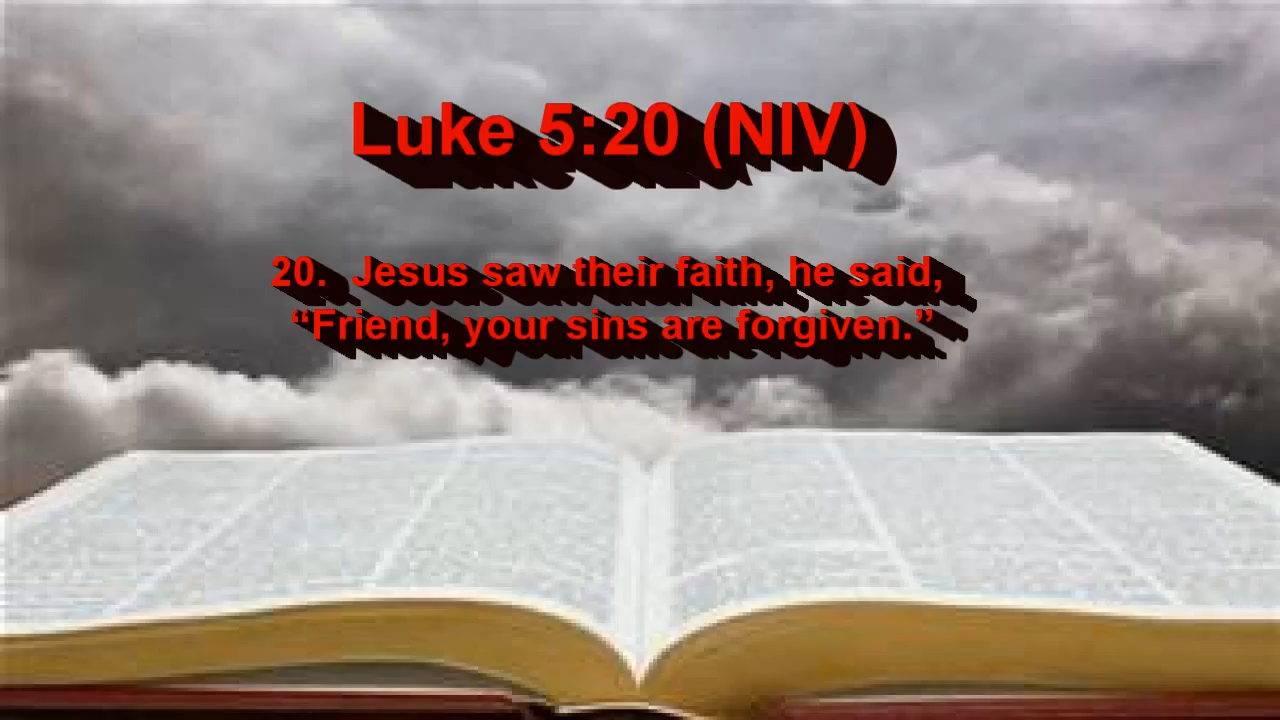 Luke 5:20 (NIV)
20.  Jesus saw their faith, he said,
“Friend, your sins are forgiven.”